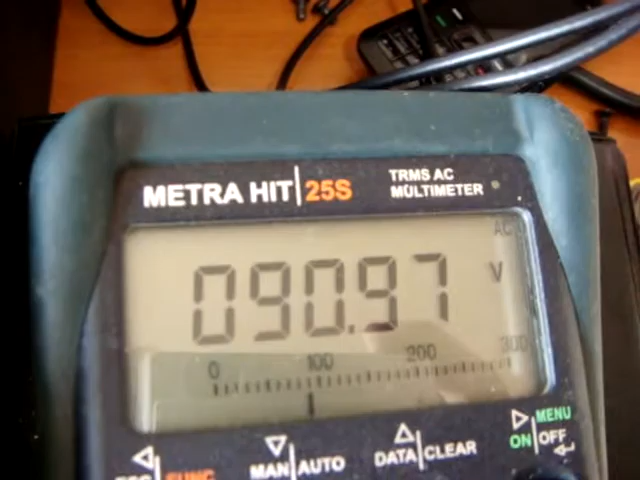 METRA HIT 25S
TRMS AC
MULTIMETER
AC
090.97 V
0 100 200 300
ESC FUNC
MAN AUTO
DATA CLEAR
ON MENU
OFF